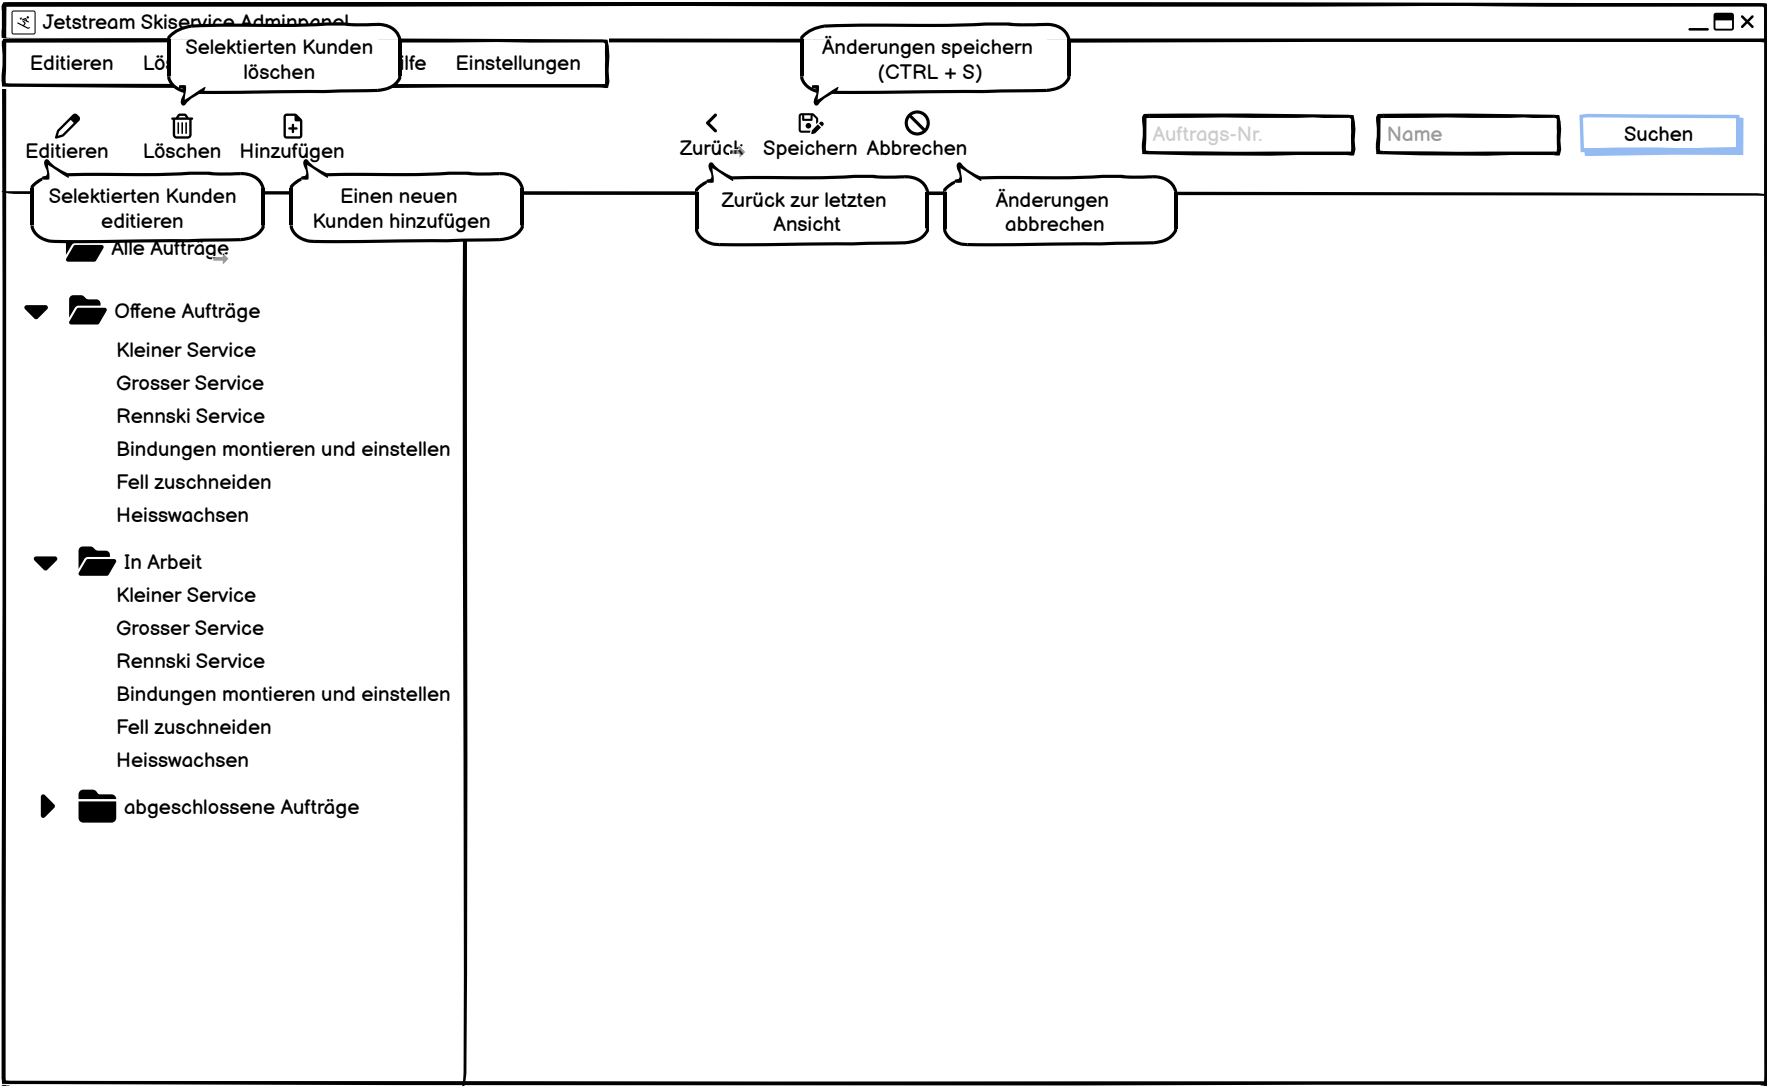 Jetstream Skiservice Adminpanel
Selektierten Kunden
löschen
Änderungen speichern
(CTRL + S)
Editieren
Einstellungen
Editieren
Löschen
Hinzufügen
Zurück
Speichern
Abbrechen
Auftrags-Nr.
Name
Suchen
Selektierten Kunden
editieren
Einen neuen
Kunden hinzufügen
Zurück zur letzten
Ansicht
Änderungen
abbrechen
Alle Aufträge
Offene Aufträge
Kleiner Service
Grosser Service
Rennski Service
Bindungen montieren und einstellen
Fell zuschneiden
Heisswachsen
In Arbeit
Kleiner Service
Grosser Service
Rennski Service
Bindungen montieren und einstellen
Fell zuschneiden
Heisswachsen
abgeschlossene Aufträge